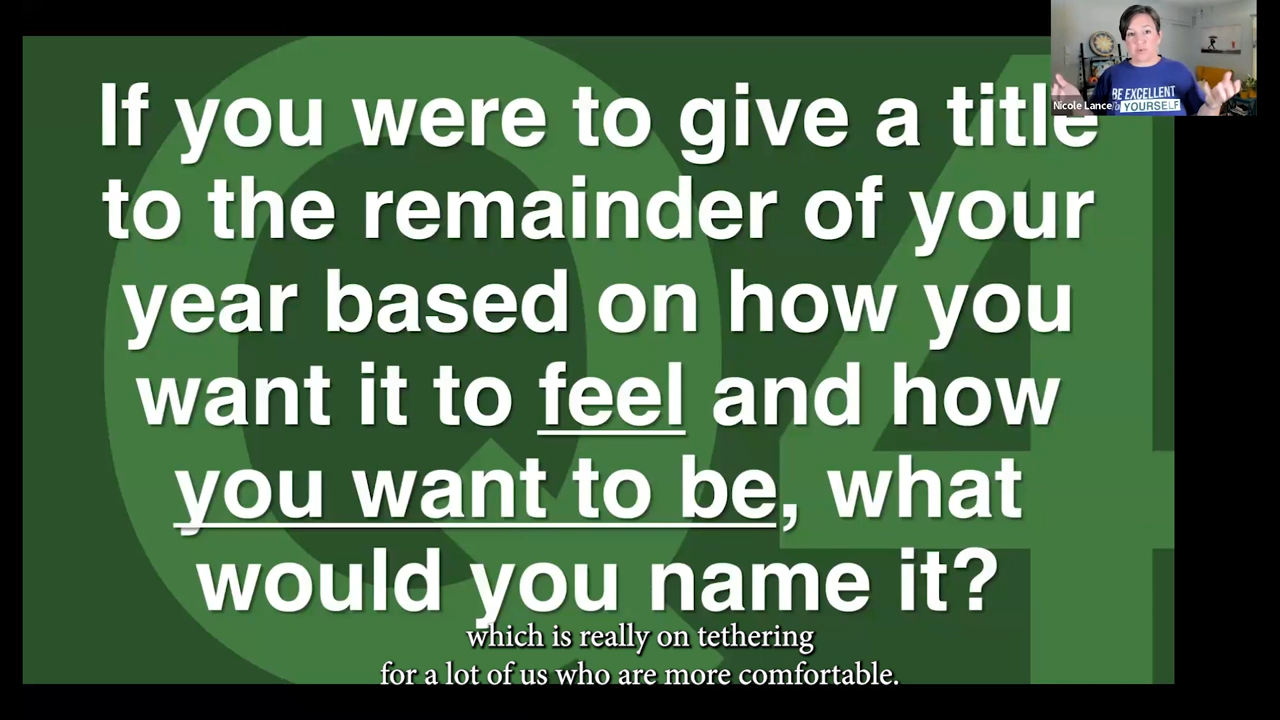 If you were to give a title
to the remainder of your
year based on how you
want it to feel and how
you want to be, what
would you name it?
Q4
BE EXCELLENT
YOURSELF
Nicole Lance
which is really on tethering
for a lot of us who are more comfortable.